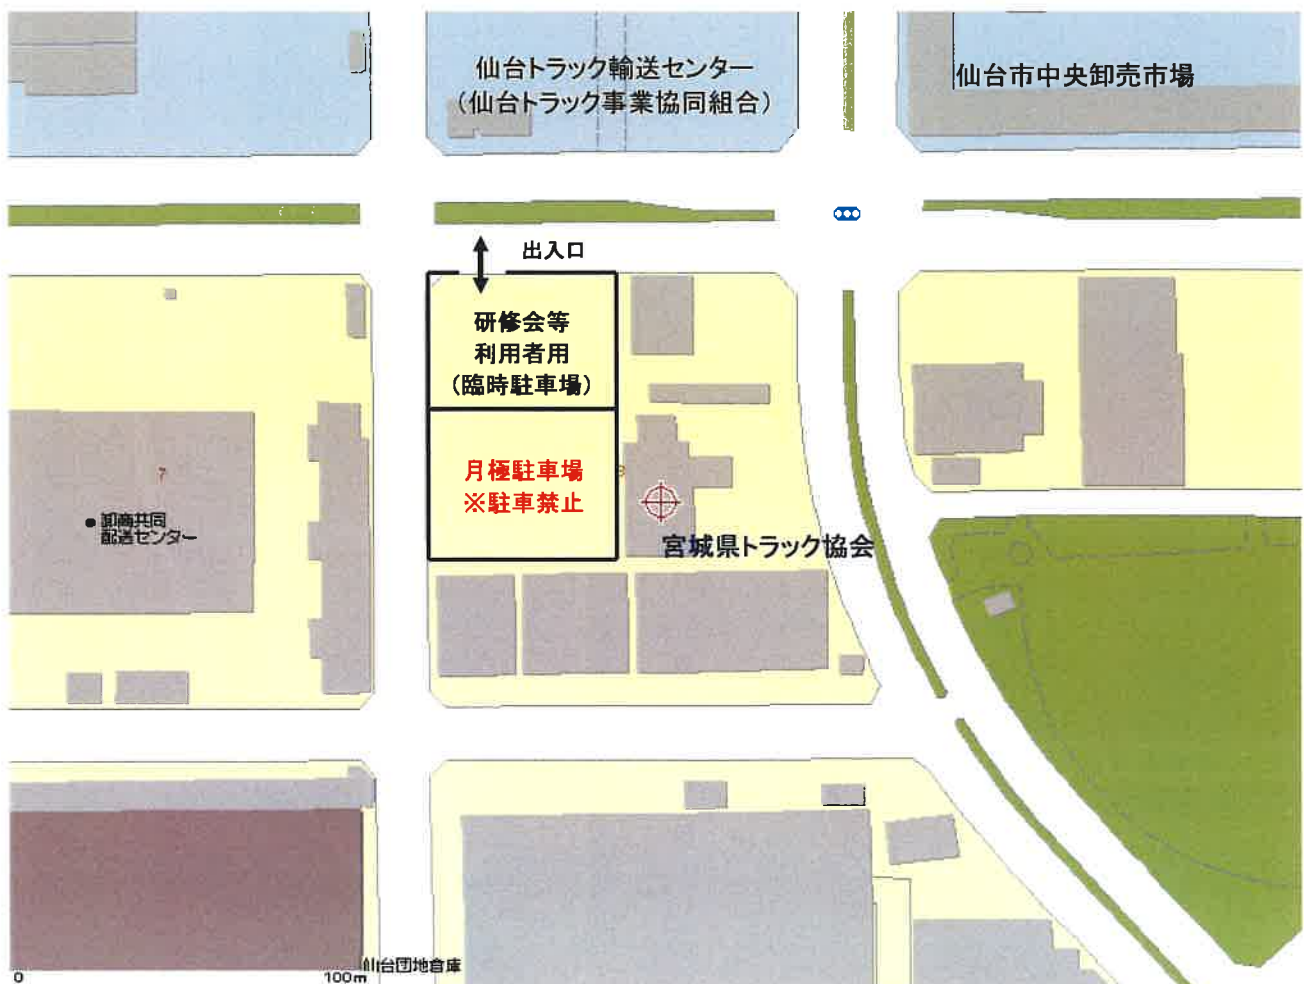 仙台トラック輸送センター
(仙台トラック事業協同組合)
仙台市中央卸売市場
出入口
研修会等
利用者用
(臨時駐車場)
月極駐車場
※駐車禁止
7
9
卸商共同
配送センター
宮城県トラック協会
仙台団地倉庫
0
100m